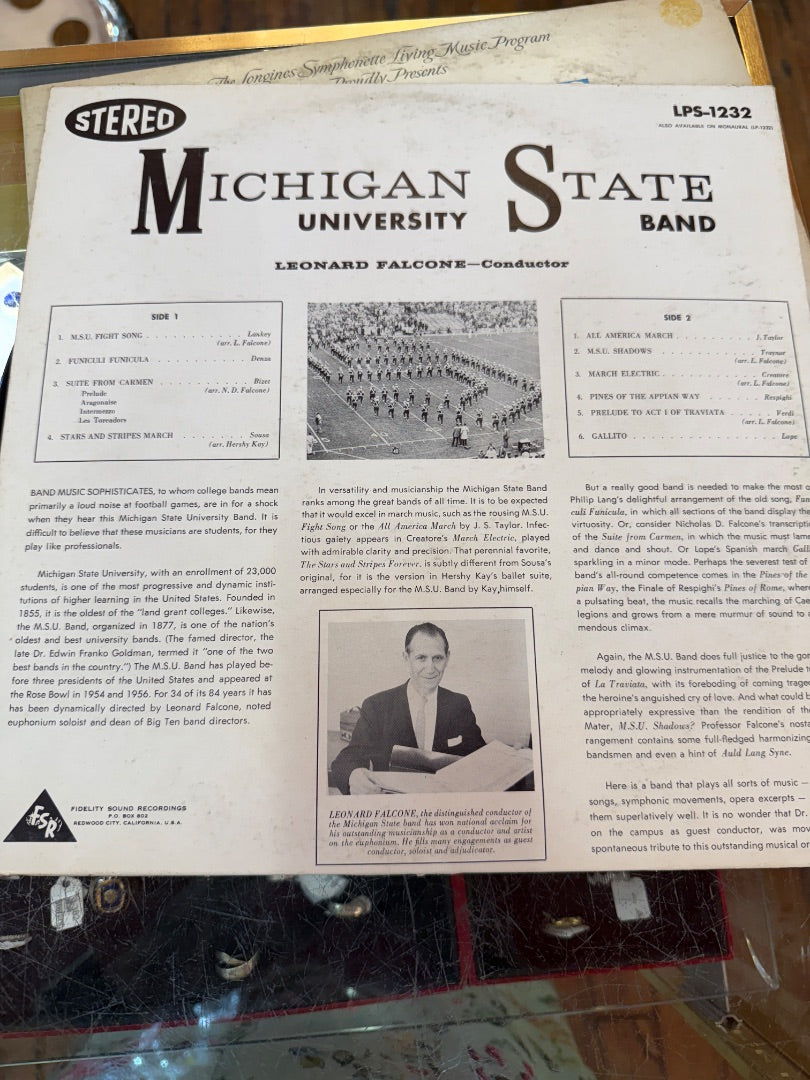 The Longines Symphonette Living Music Program
Proudly Presents
STEREO
LPS-1232
ALSO AVAILABLE ON MONAURAL (LP-1232)
MICHIGAN STATE
UNIVERSITY BAND
LEONARD FALCONE—Conductor
SIDE 1
1. M.S.U. FIGHT SONG . . . . . . . . . . . . Lankey
(arr. L. Falcone)
2. FUNICULI FUNICULA . . . . . . . . . . . . Denza
3. SUITE FROM CARMEN . . . . . . . . . . . . Bizet
Prelude (arr. N. D. Falcone)
Aragonaise
Intermezzo
Les Toreadors
4. STARS AND STRIPES MARCH . . . . . . . . Sousa
(arr. Hershy Kay)
SIDE 2
1. ALL AMERICA MARCH . . . . . . . . . . J. Taylor
2. M.S.U. SHADOWS . . . . . . . . . . . . Traynor
(arr. L. Falcone)
3. MARCH ELECTRIC . . . . . . . . . . . . Creatore
(arr. L. Falcone)
4. PINES OF THE APPIAN WAY . . . . . . . Respighi
5. PRELUDE TO ACT I OF TRAVIATA . . . . . . Verdi
(arr. L. Falcone)
6. GALLITO . . . . . . . . . . . . . . . . . Lope
BAND MUSIC SOPHISTICATES, to whom college bands mean
primarily a loud noise at football games, are in for a shock
when they hear this Michigan State University Band. It is
difficult to believe that these musicians are students, for they
play like professionals.
Michigan State University, with an enrollment of 23,000
students, is one of the most progressive and dynamic insti-
tutions of higher learning in the United States. Founded in
1855, it is the oldest of the "land grant colleges." Likewise,
the M.S.U. Band, organized in 1877, is one of the nation's
oldest and best university bands. (The famed director, the
late Dr. Edwin Franko Goldman, termed it "one of the two
best bands in the country.") The M.S.U. Band has played be-
fore three presidents of the United States and appeared at
the Rose Bowl in 1954 and 1956. For 34 of its 84 years it has
has been dynamically directed by Leonard Falcone, noted
euphonium soloist and dean of Big Ten band directors.
FSR
FIDELITY SOUND RECORDINGS
P.O. BOX 802
REDWOOD CITY, CALIFORNIA, U.S.A.
In versatility and musicianship the Michigan State Band
ranks among the great bands of all time. It is to be expected
that it would excel in march music, such as the rousing M.S.U.
Fight Song or the All America March by J. S. Taylor. Infec-
tious gaiety appears in Creatore's March Electric, played
with admirable clarity and precision. That perennial favorite,
The Stars and Stripes Forever, is subtly different from Sousa's
original, for it is the version in Hershy Kay's ballet suite,
arranged especially for the M.S.U. Band by Kay himself.
LEONARD FALCONE, the distinguished conductor of
the Michigan State band has won national acclaim for
his outstanding musicianship as a conductor and artist
on the euphonium. He fills many engagements as guest
conductor, soloist and adjudicator.
But a really good band is needed to make the most o
Philip Lang's delightful arrangement of the old song, Fun
culi Funicula, in which all sections of the band display the
virtuosity. Or, consider Nicholas D. Falcone's transcripti
of the Suite from Carmen, in which the music must lame
and dance and shout. Or Lope's Spanish march Galli
sparkling in a minor mode. Perhaps the severest test of
band's all-round competence comes in the Pines of the
pian Way, the Finale of Respighi's Pines of Rome, where
a pulsating beat, the music recalls the marching of Cae
legions and grows from a mere murmur of sound to a
mendous climax.
Again, the M.S.U. Band does full justice to the gor
melody and glowing instrumentation of the Prelude t
of La Traviata, with its foreboding of coming trage
the heroine's anguished cry of love. And what could b
appropriately expressive than the rendition of the
Mater, M.S.U. Shadows? Professor Falcone's nosta
rangement contains some full-fledged harmonizing
bandsmen and even a hint of Auld Lang Syne.
Here is a band that plays all sorts of music —
songs, symphonic movements, opera excerpts —
them superlatively well. It is no wonder that Dr.
on the campus as guest conductor, was mov
spontaneous tribute to this outstanding musical or